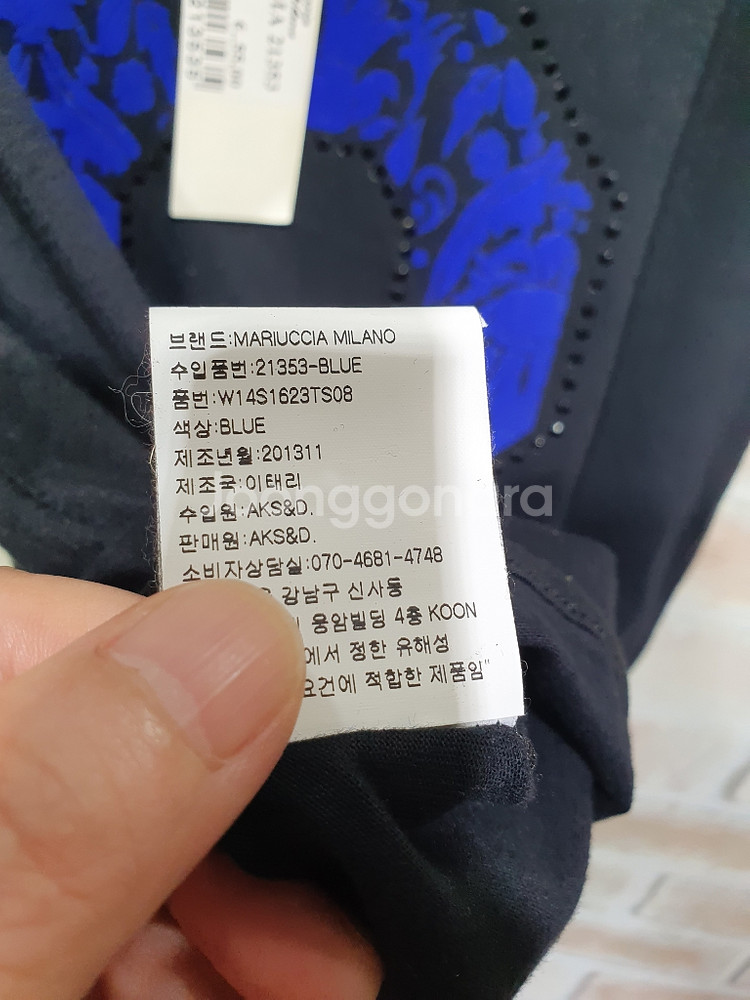 21353
브랜드:MARIUCCIA MILANO
수입품번:21353-BLUE
품번:W14S1623TS08
색상:BLUE
제조년월:201311
제조국:이태리
joonggonara
수입원:AKS&D.
판매원:AKS&D.
소비자상담실:070-4681-4748
강남구 신사동
웅암빌딩 4층 KOON
에서 정한 유해성
요건에 적합한 제품임"